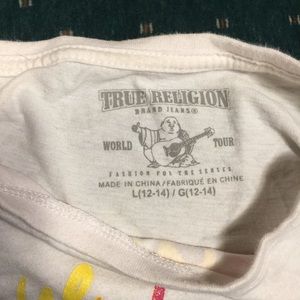 TRUE RELIGION
BRAND JEANS®
WORLD TOUR
FASHION FOR THE SENSES
MADE IN CHINA/FABRIQUÉ EN CHINE
L(12-14) / G(12-14)